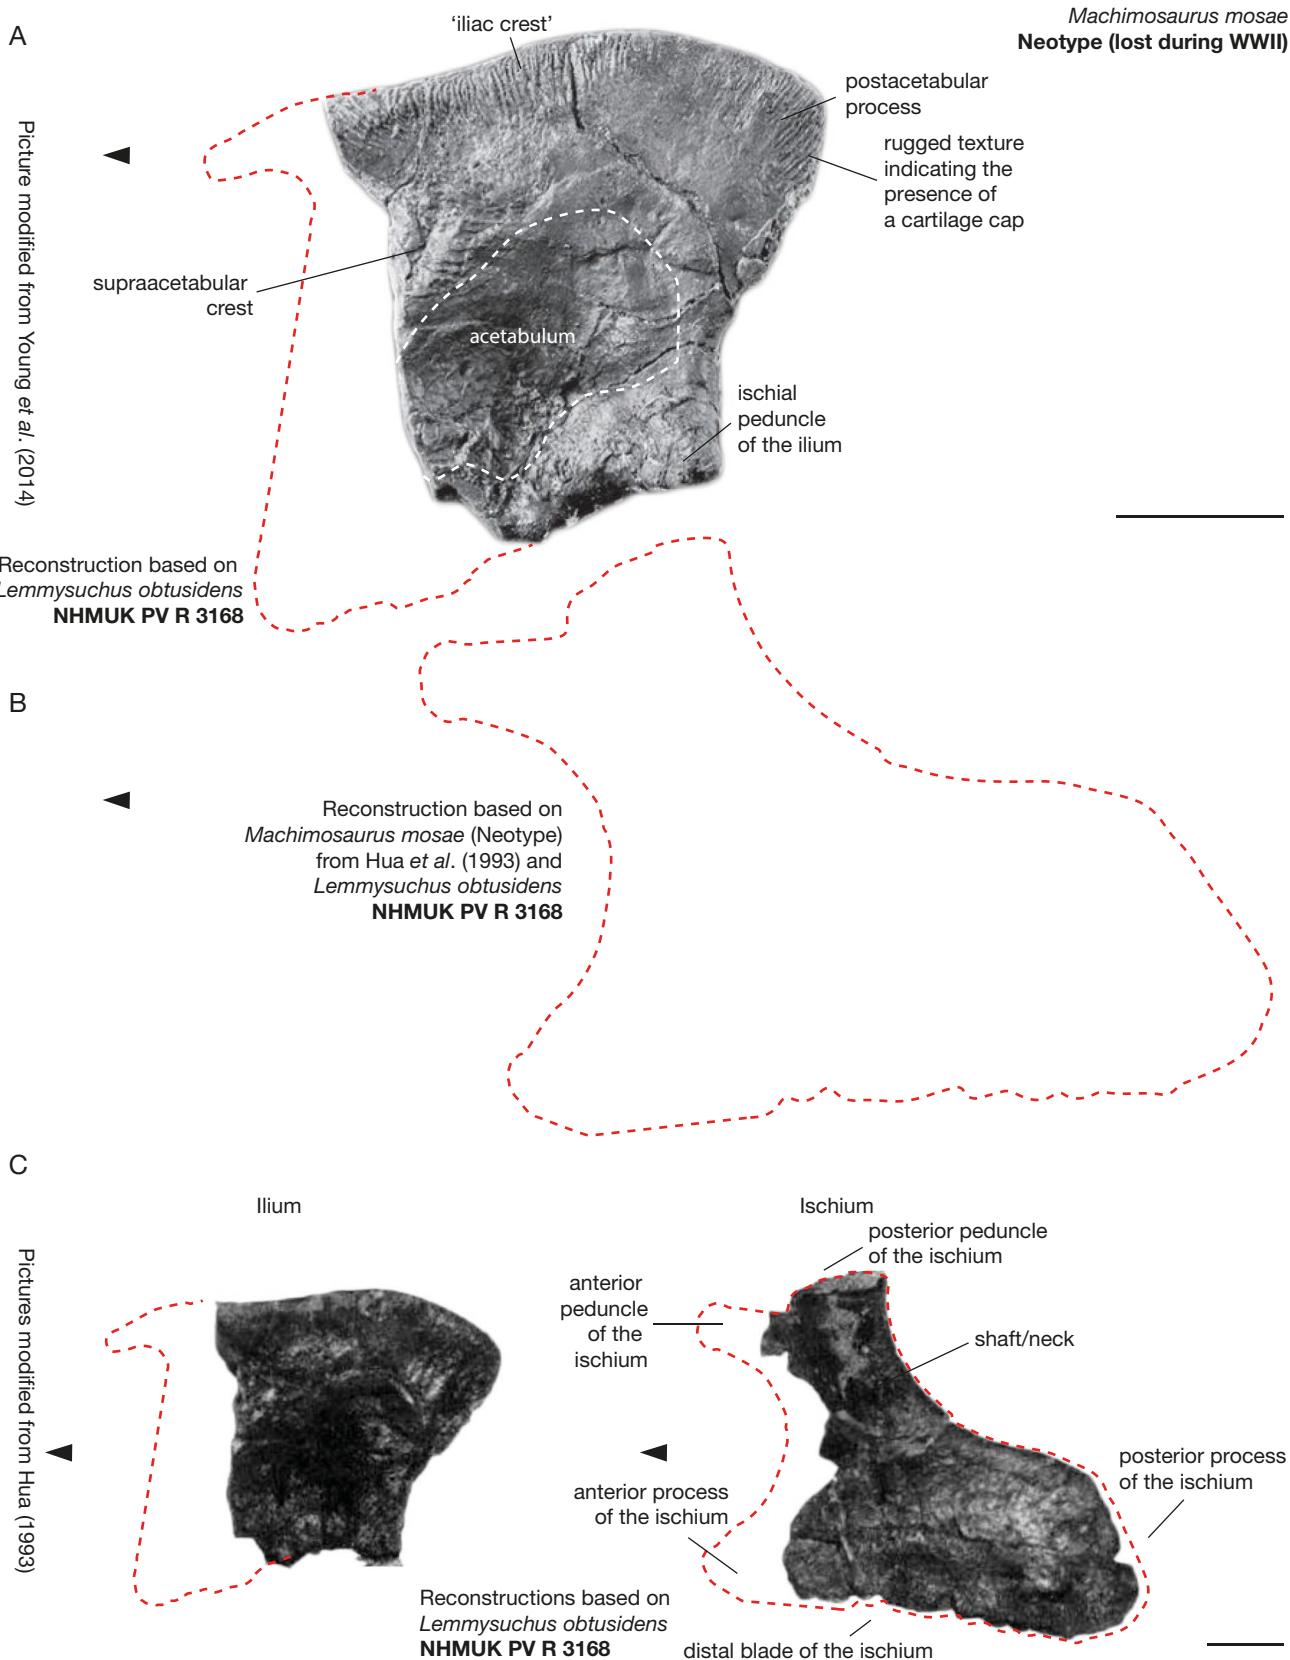 A
Machimosaurus mosae
Neotype (lost during WWII)
'iliac crest'
postacetabular
process
rugged texture
indicating the
presence of
a cartilage cap
Picture modified from Young et al. (2014)
supraacetabular
crest
acetabulum
ischial
peduncle
of the ilium
Reconstruction based on
Lemmysuchus obtusidens
NHMUK PV R 3168
B
Reconstruction based on
Machimosaurus mosae (Neotype)
from Hua et al. (1993) and
Lemmysuchus obtusidens
NHMUK PV R 3168
C
Ilium
Ischium
posterior peduncle
of the ischium
anterior
peduncle
of the
ischium
shaft/neck
Pictures modified from Hua (1993)
posterior process
of the ischium
anterior process
of the ischium
Reconstructions based on
Lemmysuchus obtusidens
NHMUK PV R 3168
distal blade of the ischium